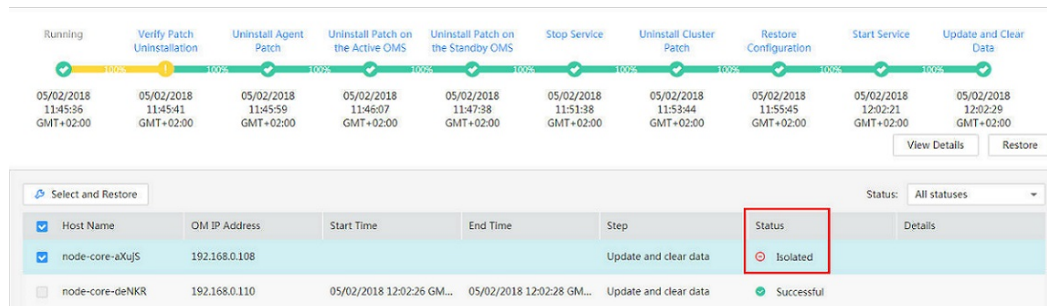 Running
Verify Patch
Uninstallation
Uninstall Agent
Patch
Uninstall Patch on
the Active OMS
Uninstall Patch on
the Standby OMS
Stop Service
Uninstall Cluster
Patch
Restore
Configuration
Start Service
Update and Clear
Data
100% 100% 100% 100% 100% 100% 100% 100% 100%
05/02/2018
11:45:36
GMT+02:00
05/02/2018
11:45:41
GMT+02:00
05/02/2018
11:45:59
GMT+02:00
05/02/2018
11:46:07
GMT+02:00
05/02/2018
11:47:38
GMT+02:00
05/02/2018
11:51:38
GMT+02:00
05/02/2018
11:53:44
GMT+02:00
05/02/2018
11:55:45
GMT+02:00
05/02/2018
12:02:21
GMT+02:00
05/02/2018
12:02:29
GMT+02:00
View Details Restore
Select and Restore Status: All statuses
Host Name OM IP Address Start Time End Time Step Status Details
node-core-aXuJS 192.168.0.108 Update and clear data Isolated
node-core-deNKR 192.168.0.110 05/02/2018 12:02:26 GM... 05/02/2018 12:02:28 GM... Update and clear data Successful